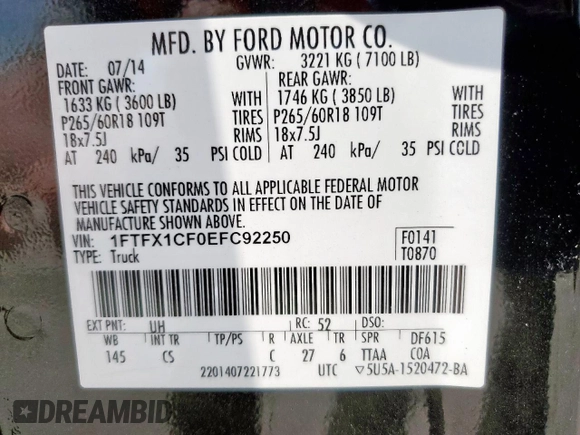 MFD. BY FORD MOTOR CO.
DATE: 07/14 GVWR: 3221 KG ( 7100 LB)
FRONT GAWR: REAR GAWR:
1633 KG ( 3600 LB) WITH 1746 KG ( 3850 LB) WITH
P265/60R18 109T TIRES P265/60R18 109T TIRES
18x7.5J RIMS 18x7.5J RIMS
AT 240 kPa/ 35 PSI COLD AT 240 kPa/ 35 PSI COLD
THIS VEHICLE CONFORMS TO ALL APPLICABLE FEDERAL MOTOR
VEHICLE SAFETY STANDARDS IN EFFECT ON THE DATE OF
MANUFACTURE SHOWN ABOVE.
VIN: 1FTFX1CF0EFC92250 F0141
TYPE: Truck T0870
EXT PNT: UH RC: 52 DSO:
WB INT TR TP/PS R AXLE TR SPR DF615
145 CS C 27 6 TTAA COA
2201407221773 UTC ▽5U5A-1520472-BA
DREAMBID